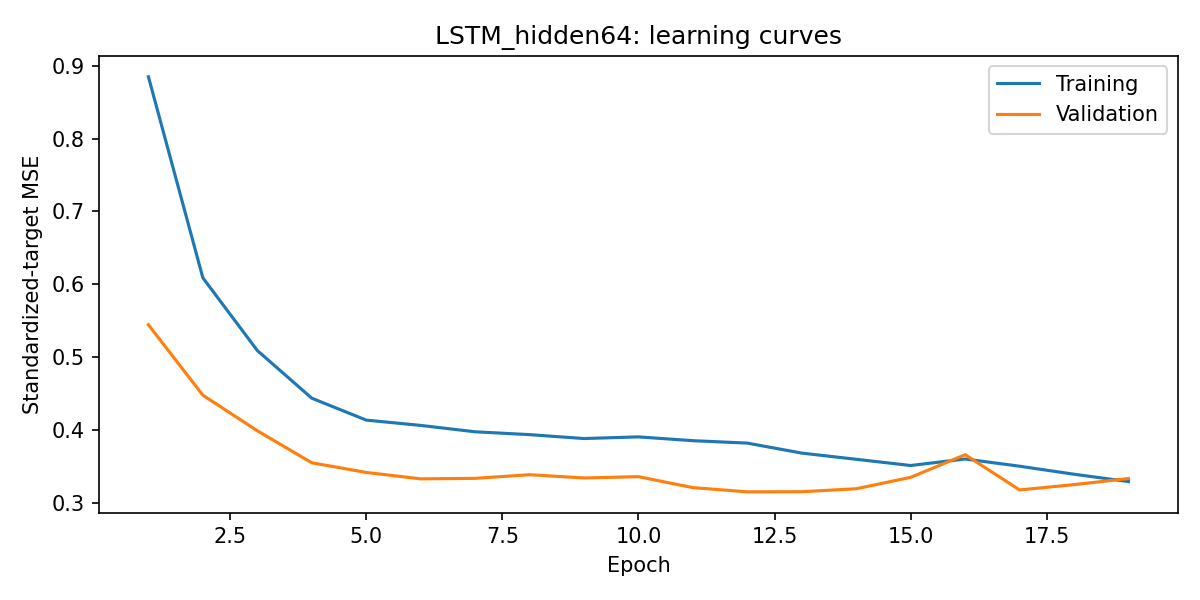 LSTM_hidden64: learning curves
Training
Validation
Standardized-target MSE
0.9
0.8
0.7
0.6
0.5
0.4
0.3
2.5 5.0 7.5 10.0 12.5 15.0 17.5
Epoch